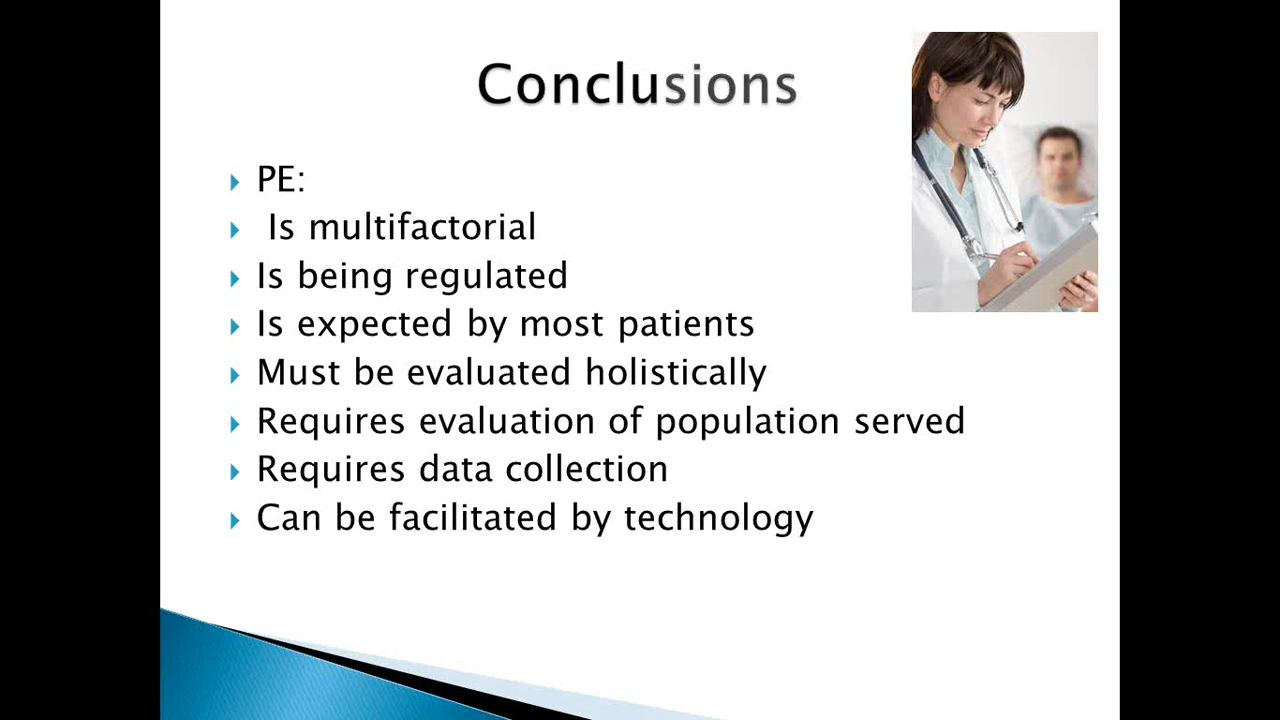 Conclusions
PE:
Is multifactorial
Is being regulated
Is expected by most patients
Must be evaluated holistically
Requires evaluation of population served
Requires data collection
Can be facilitated by technology